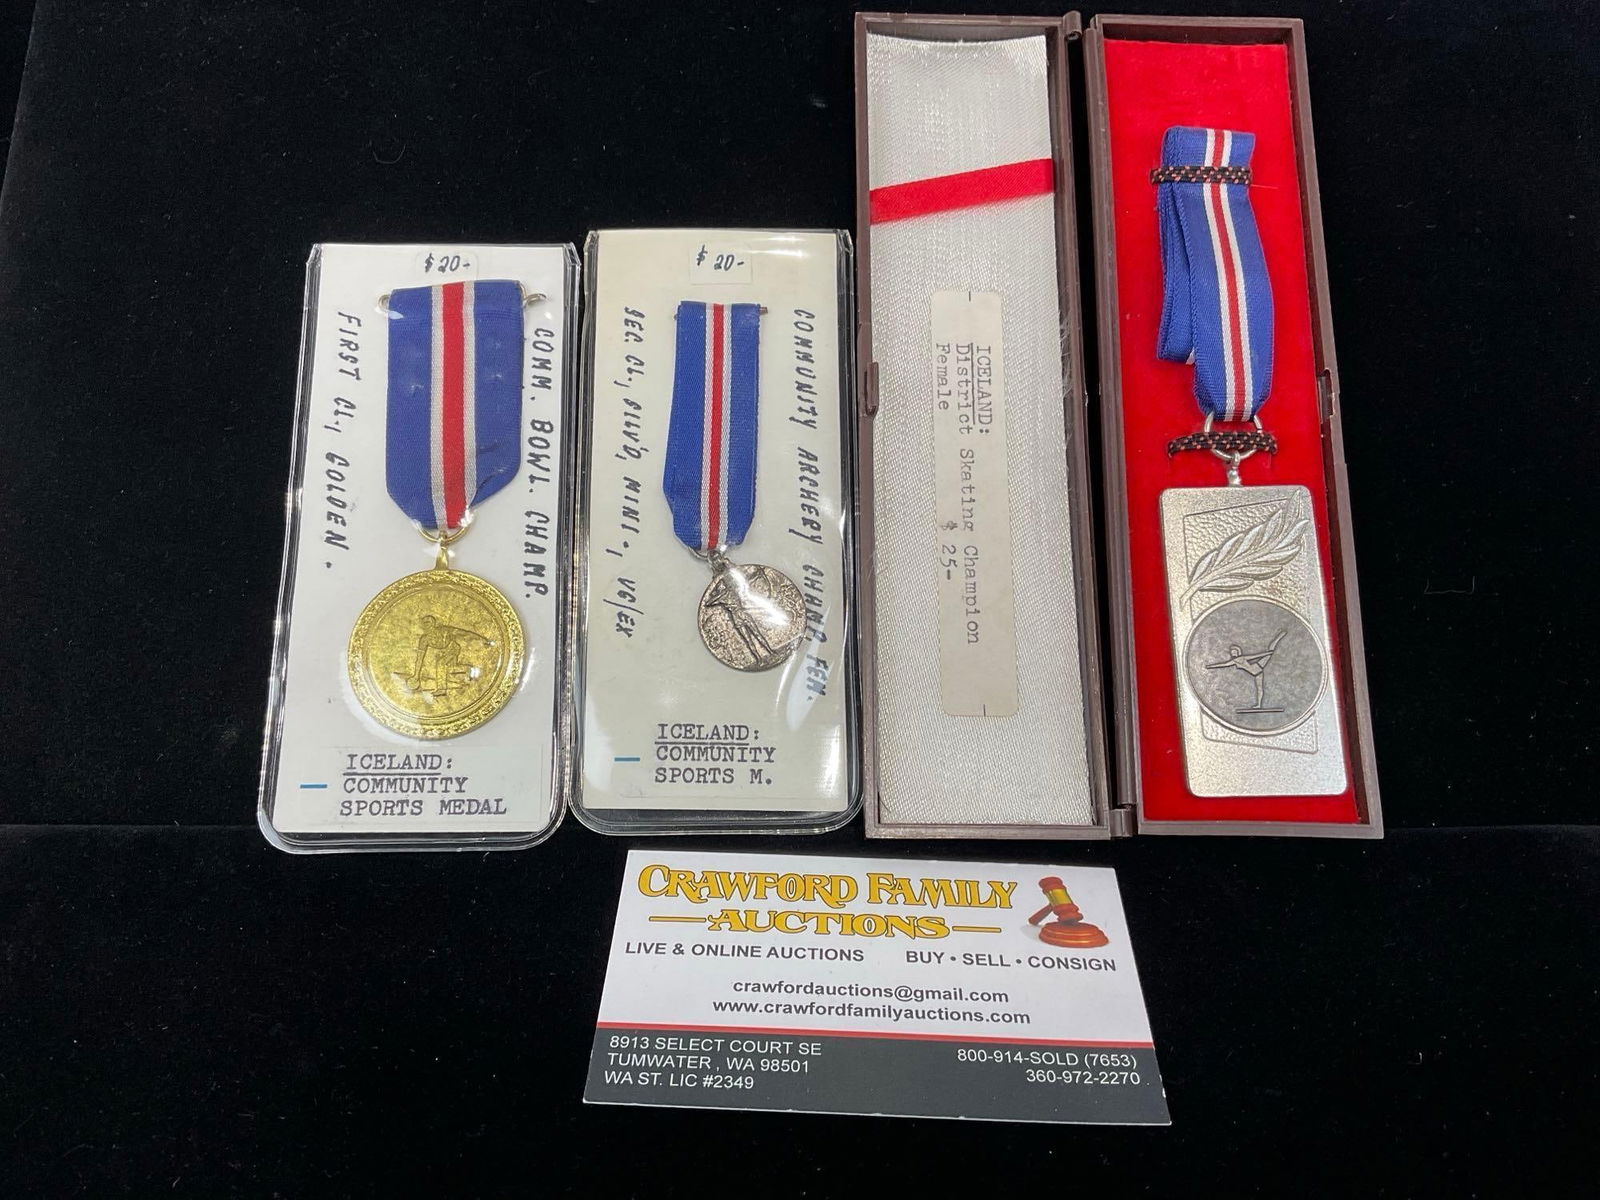 $20-
COMM. BOWL. CHAMP.
FIRST CL., GOLDEN.
ICELAND:
COMMUNITY
SPORTS MEDAL
$20-
COMMUNITY ARCHERY CHAMP, FEM.
SEC. CL., SILV'D, MINI-, VG/EX
ICELAND:
COMMUNITY
SPORTS M.
ICELAND:
District Skating Champion
Female $ 25-
CRAWFORD FAMILY
AUCTIONS
LIVE & ONLINE AUCTIONS BUY • SELL • CONSIGN
crawfordauctions@gmail.com
www.crawfordfamilyauctions.com
8913 SELECT COURT SE
TUMWATER , WA 98501
WA ST. LIC #2349
800-914-SOLD (7653)
360-972-2270